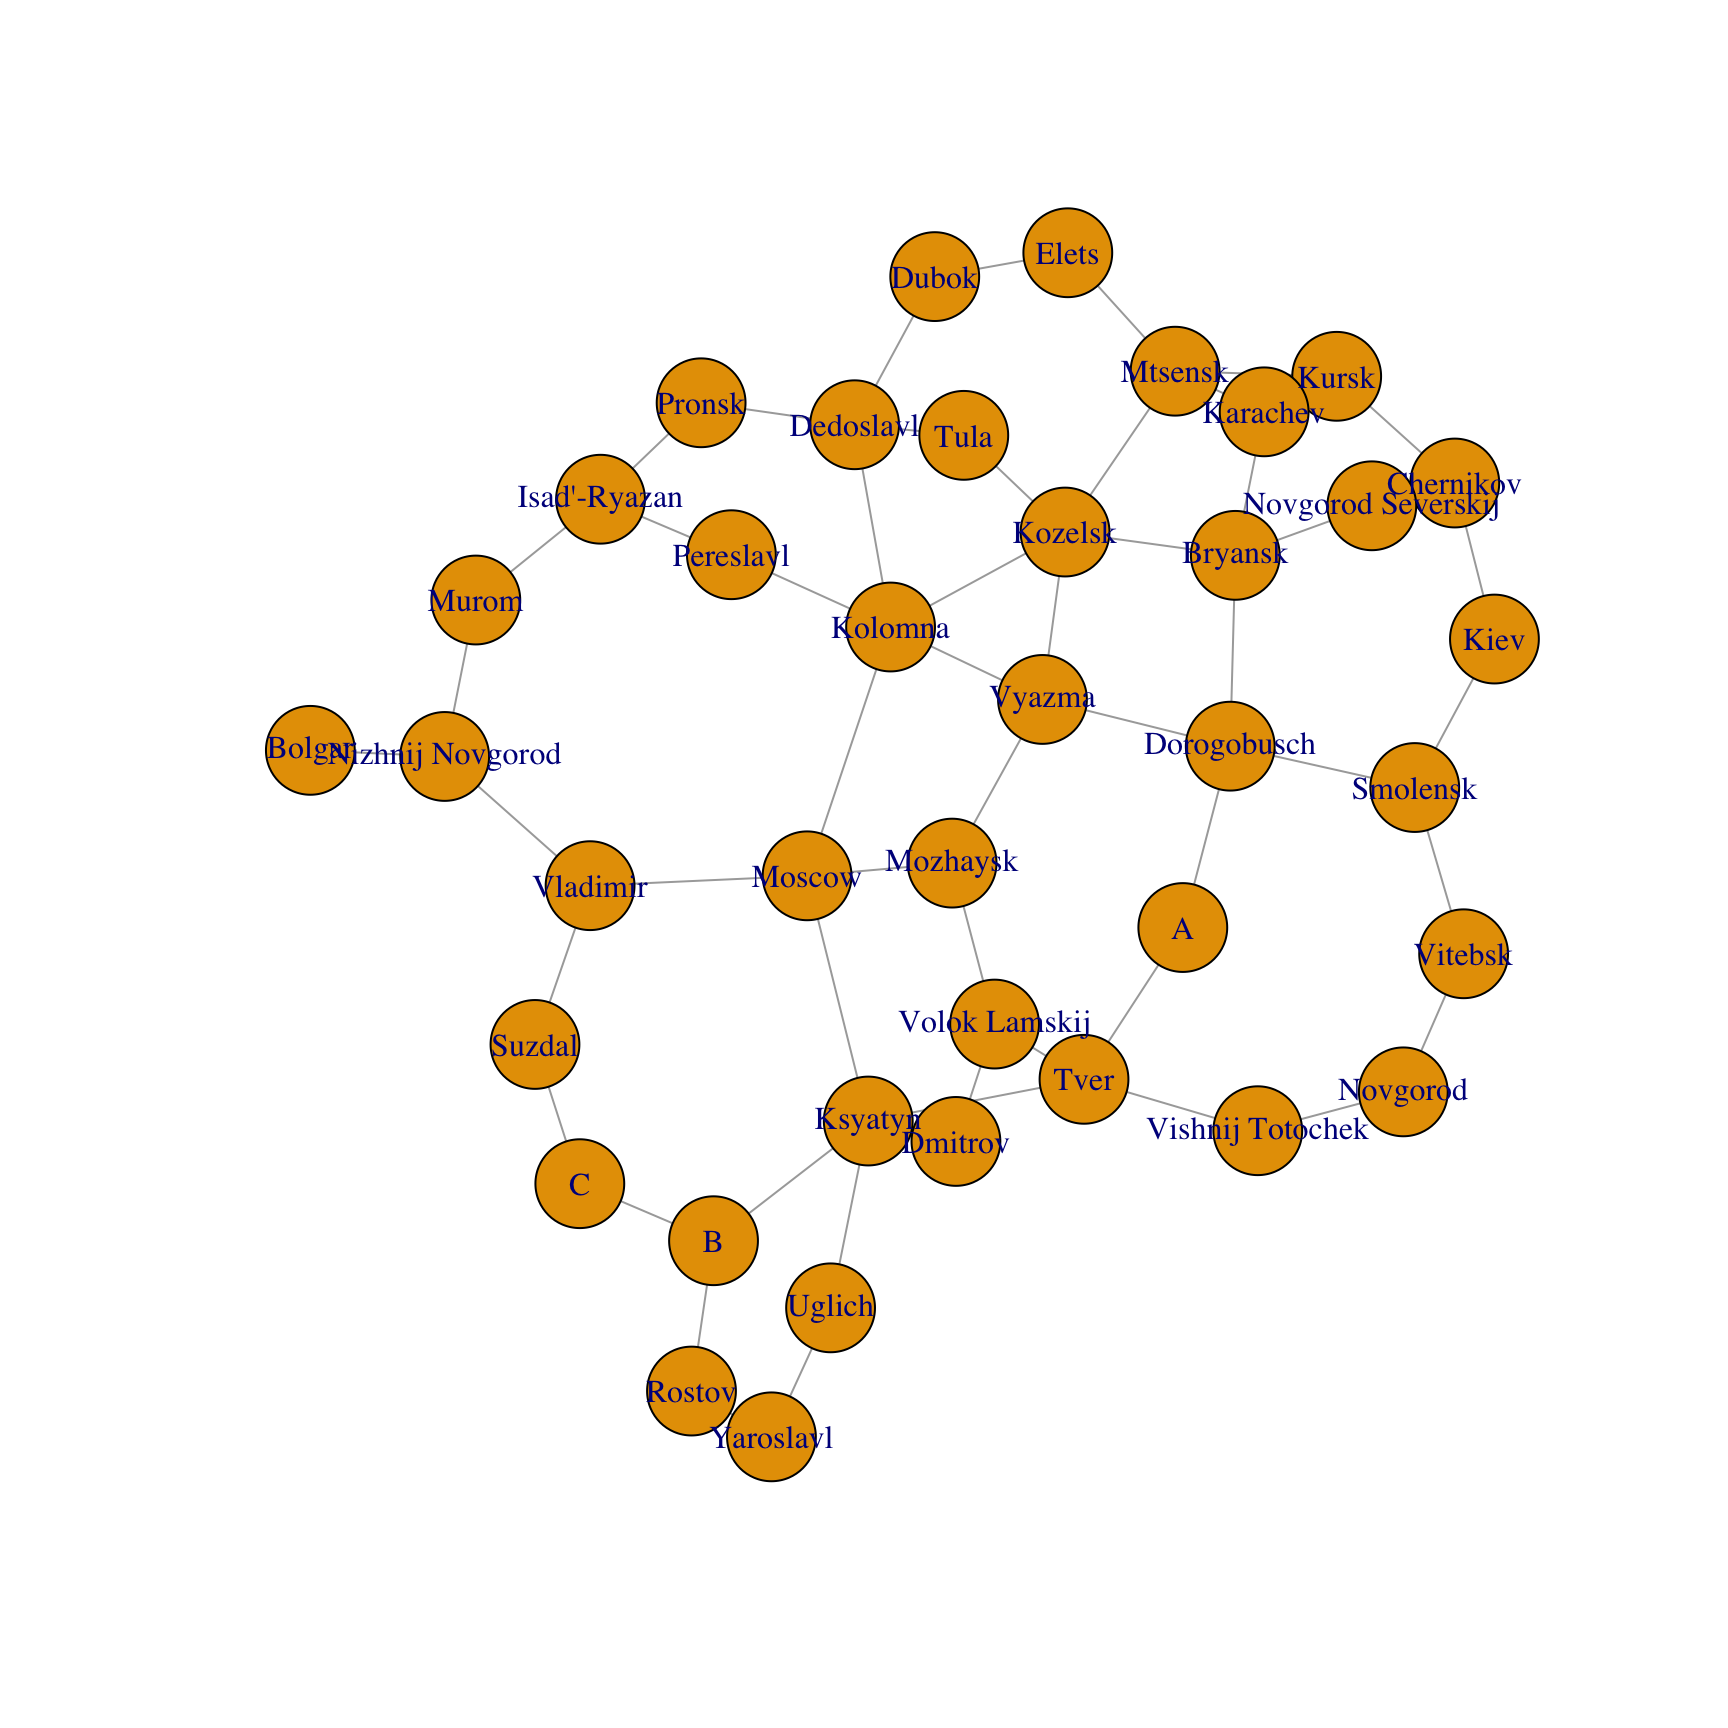 Elets
Dubok
Mtsensk
Kursk
Pronsk
Karachev
Dedoslavl
Tula
Chernikov
Isad'-Ryazan
Novgorod Severskij
Kozelsk
Bryansk
Pereslavl
Murom
Kolomna
Kiev
Vyazma
Dorogobusch
Bolgar
Nizhnij Novgorod
Smolensk
Mozhaysk
Moscow
Vladimir
A
Vitebsk
Volok Lamskij
Suzdal
Tver
Novgorod
Ksyatyn
Vishnij Totochek
Dmitrov
C
B
Uglich
Rostov
Yaroslavl